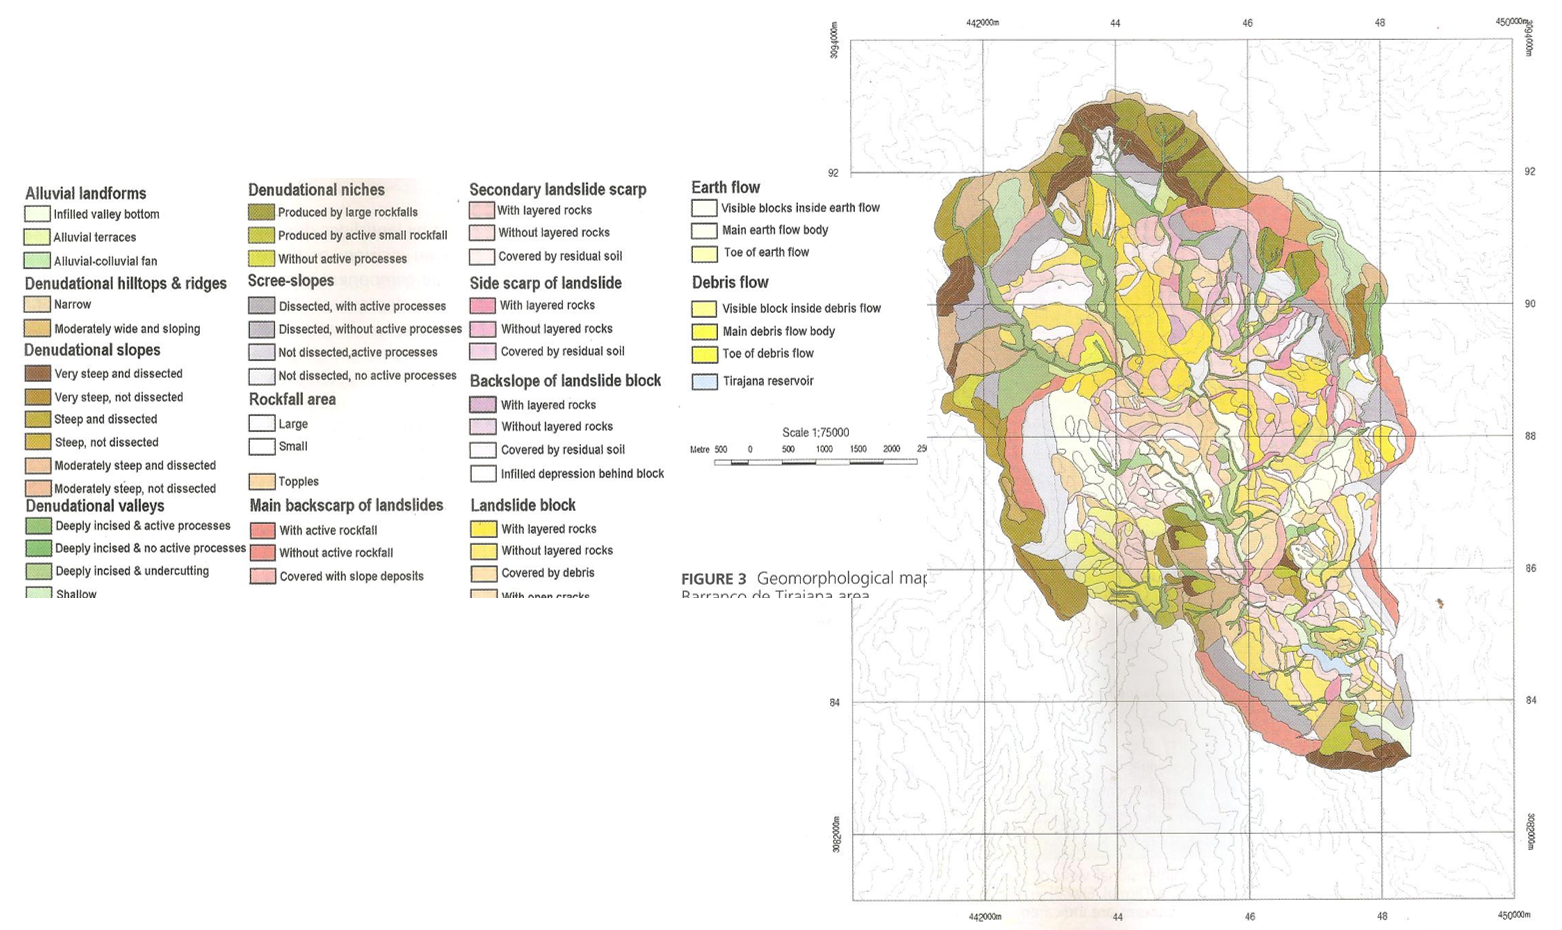 Alluvial landforms
Infilled valley bottom
Alluvial terraces
Alluvial-colluvial fan
Denudational hilltops & ridges
Narrow
Moderately wide and sloping
Denudational slopes
Very steep and dissected
Very steep, not dissected
Steep and dissected
Steep, not dissected
Moderately steep and dissected
Moderately steep, not dissected
Denudational valleys
Deeply incised & active processes
Deeply incised & no active processes
Deeply incised & undercutting
Shallow
Denudational niches
Produced by large rockfalls
Produced by active small rockfall
Without active processes
Scree-slopes
Dissected, with active processes
Dissected, without active processes
Not dissected,active processes
Not dissected, no active processes
Rockfall area
Large
Small
Topples
Main backscarp of landslides
With active rockfall
Without active rockfall
Covered with slope deposits
Secondary landslide scarp
With layered rocks
Without layered rocks
Covered by residual soil
Side scarp of landslide
With layered rocks
Without layered rocks
Covered by residual soil
Backslope of landslide block
With layered rocks
Without layered rocks
Covered by residual soil
Infilled depression behind block
Landslide block
With layered rocks
Without layered rocks
Covered by debris
With open cracks
Earth flow
Visible blocks inside earth flow
Main earth flow body
Toe of earth flow
Debris flow
Visible block inside debris flow
Main debris flow body
Toe of debris flow
Tirajana reservoir
Scale 1:75000
Metre 500 0 500 1000 1500 2000 25
FIGURE 3 Geomorphological map
Barranco de Tirajana area
442000m 44 46 48 450000m
3094000m 3094000m
92 92
90
88
86
84 84
3082000m 3082000m
442000m 44 46 48 450000m